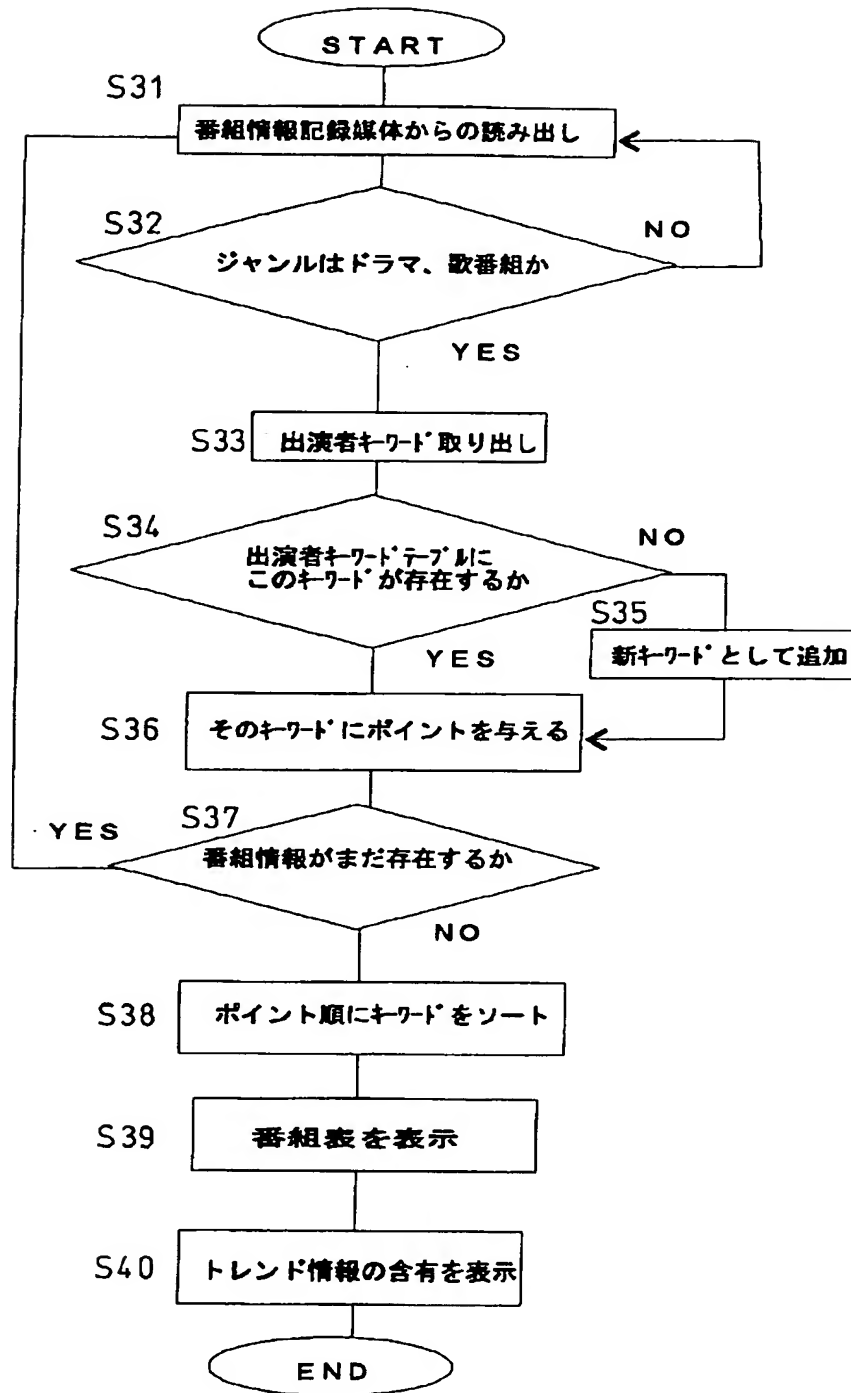 START
S31
番組情報記録媒体からの読み出し
S32
NO
ジャンルはドラマ、歌番組か
YES
S33
出演者ｷｰﾜｰﾄﾞ取り出し
S34
NO
出演者ｷｰﾜｰﾄﾞﾃｰﾌﾞﾙに
このｷｰﾜｰﾄﾞが存在するか
S35
YES
新ｷｰﾜｰﾄﾞとして追加
S36
そのｷｰﾜｰﾄﾞにポイントを与える
S37
YES
番組情報がまだ存在するか
NO
S38
ポイント順にｷｰﾜｰﾄﾞをソート
S39
番組表を表示
S40
トレンド情報の含有を表示
END